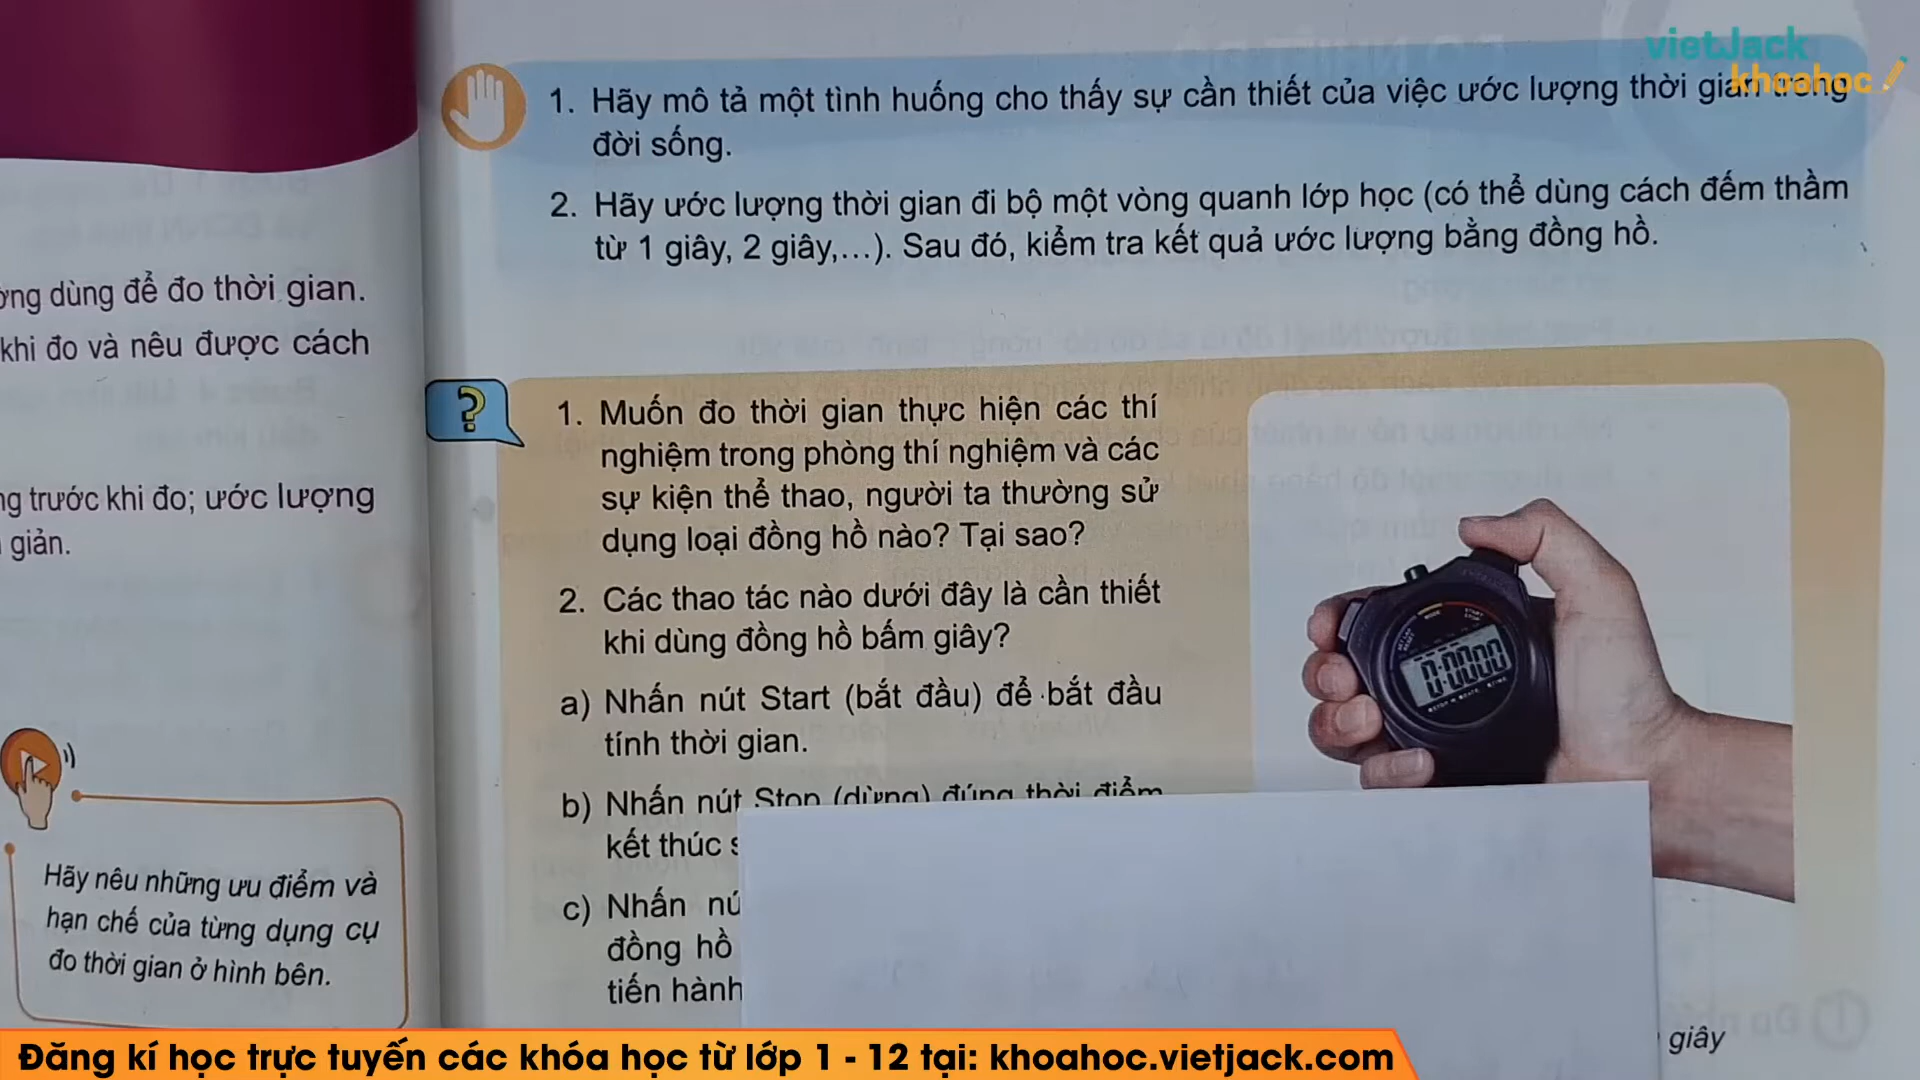 vietJack
khoahoc
1. Hãy mô tả một tình huống cho thấy sự cần thiết của việc ước lượng thời gian trong
đời sống.
2. Hãy ước lượng thời gian đi bộ một vòng quanh lớp học (có thể dùng cách đếm thầm
từ 1 giây, 2 giây,...). Sau đó, kiểm tra kết quả ước lượng bằng đồng hồ.
dùng để đo thời gian.
khi đo và nêu được cách
trước khi đo; ước lượng
giản.
?
1. Muốn đo thời gian thực hiện các thí
nghiệm trong phòng thí nghiệm và các
sự kiện thể thao, người ta thường sử
dụng loại đồng hồ nào? Tại sao?
2. Các thao tác nào dưới đây là cần thiết
khi dùng đồng hồ bấm giây?
a) Nhấn nút Start (bắt đầu) để bắt đầu
tính thời gian.
b) Nhấn nút Stop (dừng) đúng thời điểm
kết thúc
c) Nhấn
đồng hồ
tiến hành
0:0000
Hãy nêu những ưu điểm và
hạn chế của từng dụng cụ
đo thời gian ở hình bên.
giây
Đăng kí học trực tuyến các khóa học từ lớp 1 - 12 tại: khoahoc.vietjack.com